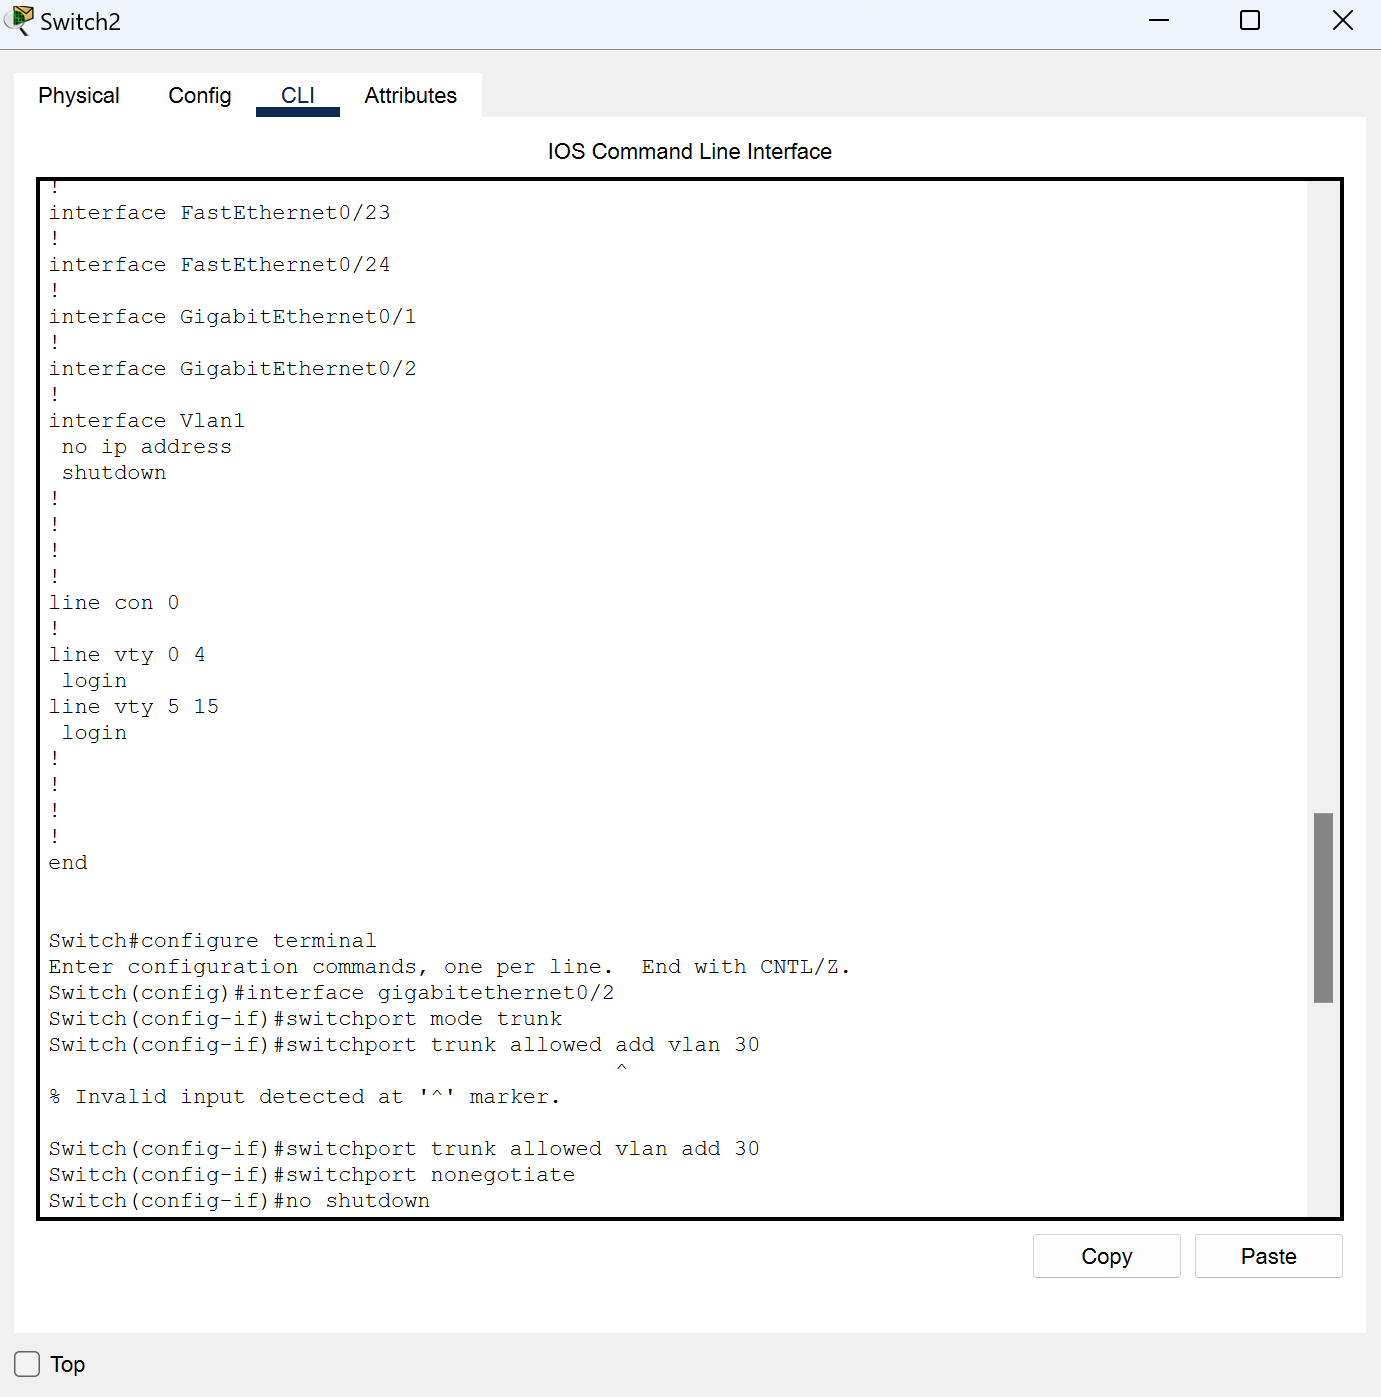 Switch2
Physical Config CLI Attributes
IOS Command Line Interface
!
interface FastEthernet0/23
!
interface FastEthernet0/24
!
interface GigabitEthernet0/1
!
interface GigabitEthernet0/2
!
interface Vlan1
 no ip address
 shutdown
!
!
!
!
line con 0
!
line vty 0 4
 login
line vty 5 15
 login
!
!
!
!
end
Switch#configure terminal
Enter configuration commands, one per line.  End with CNTL/Z.
Switch(config)#interface gigabitethernet0/2
Switch(config-if)#switchport mode trunk
Switch(config-if)#switchport trunk allowed add vlan 30
^
% Invalid input detected at '^' marker.
Switch(config-if)#switchport trunk allowed vlan add 30
Switch(config-if)#switchport nonegotiate
Switch(config-if)#no shutdown
Copy Paste
Top